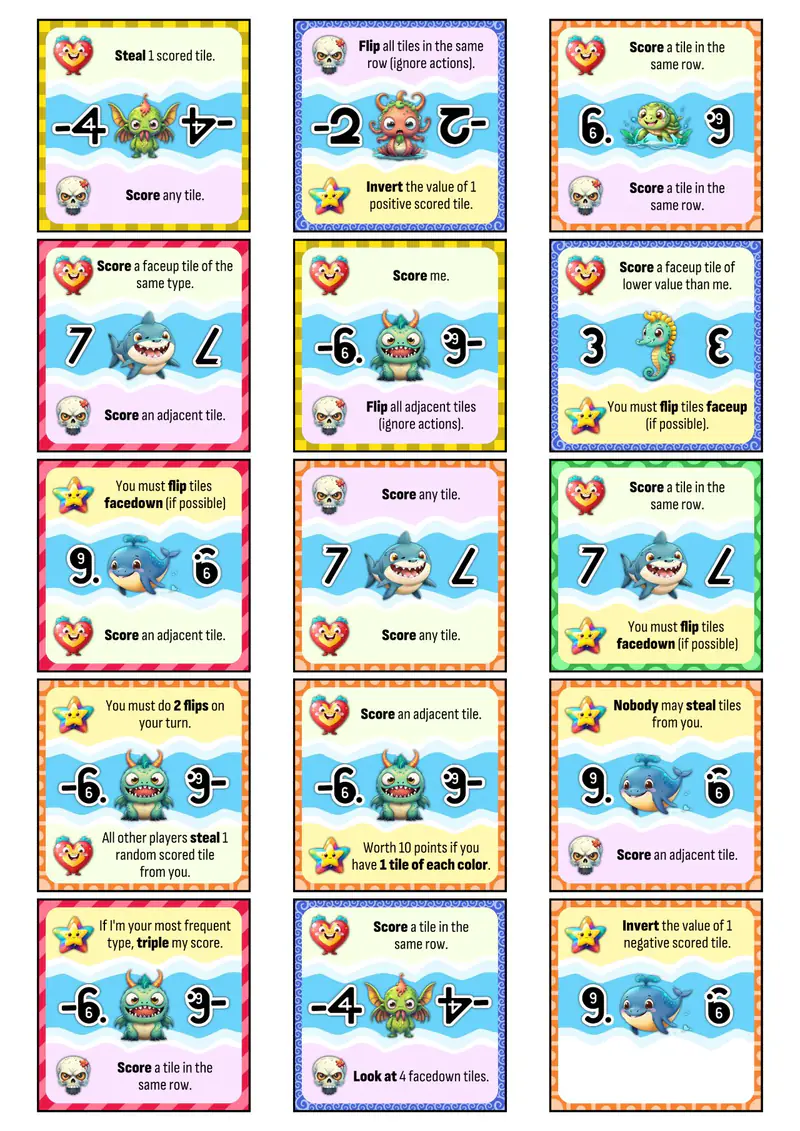 Steal 1 scored tile.
-4 -4
Score any tile.
Flip all tiles in the same
row (ignore actions).
-2 -2
Invert the value of 1
positive scored tile.
Score a tile in the
same row.
6. 6.
Score a tile in the
same row.
Score a faceup tile of the
same type.
7 7
Score an adjacent tile.
Score me.
-6. -6.
Flip all adjacent tiles
(ignore actions).
Score a faceup tile of
lower value than me.
3 3
You must flip tiles faceup
(if possible).
You must flip tiles
facedown (if possible)
9. 9.
Score an adjacent tile.
Score any tile.
7 7
Score any tile.
Score a tile in the
same row.
7 7
You must flip tiles
facedown (if possible)
You must do 2 flips on
your turn.
-6. -6.
All other players steal 1
random scored tile
from you.
Score an adjacent tile.
-6. -6.
Worth 10 points if you
have 1 tile of each color.
Nobody may steal tiles
from you.
9. 9.
Score an adjacent tile.
If I'm your most frequent
type, triple my score.
-6. -6.
Score a tile in the
same row.
Score a tile in the
same row.
-4 -4
Look at 4 facedown tiles.
Invert the value of 1
negative scored tile.
9. 9.